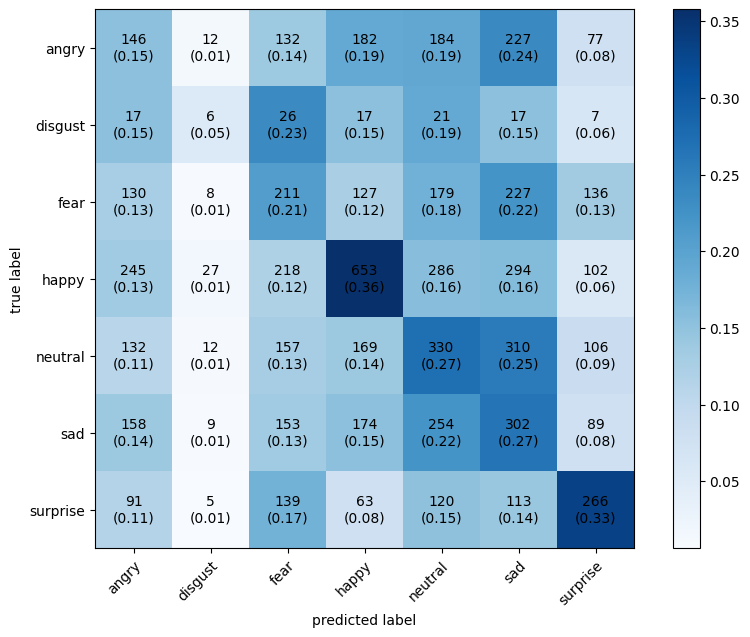 angry 146 12 132 182 184 227 77
(0.15) (0.01) (0.14) (0.19) (0.19) (0.24) (0.08)
disgust 17 6 26 17 21 17 7
(0.15) (0.05) (0.23) (0.15) (0.19) (0.15) (0.06)
fear 130 8 211 127 179 227 136
(0.13) (0.01) (0.21) (0.12) (0.18) (0.22) (0.13)
happy 245 27 218 653 286 294 102
(0.13) (0.01) (0.12) (0.36) (0.16) (0.16) (0.06)
neutral 132 12 157 169 330 310 106
(0.11) (0.01) (0.13) (0.14) (0.27) (0.25) (0.09)
sad 158 9 153 174 254 302 89
(0.14) (0.01) (0.13) (0.15) (0.22) (0.27) (0.08)
surprise 91 5 139 63 120 113 266
(0.11) (0.01) (0.17) (0.08) (0.15) (0.14) (0.33)
angry disgust fear happy neutral sad surprise
predicted label
true label
0.35
0.30
0.25
0.20
0.15
0.10
0.05